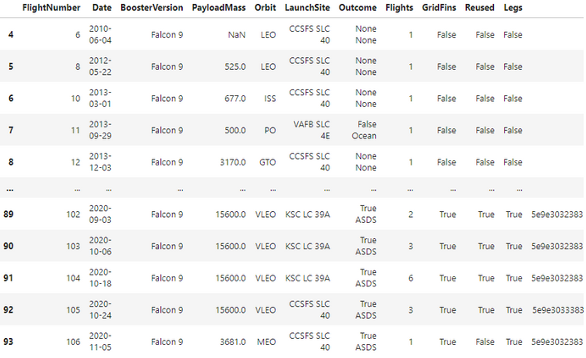 FlightNumber Date BoosterVersion PayloadMass Orbit LaunchSite Outcome Flights GridFins Reused Legs
4 6 2010-06-04 Falcon 9 NaN LEO CCSFS SLC 40 None None 1 False False False
5 8 2012-05-22 Falcon 9 525.0 LEO CCSFS SLC 40 None None 1 False False False
6 10 2013-03-01 Falcon 9 677.0 ISS CCSFS SLC 40 None None 1 False False False
7 11 2013-09-29 Falcon 9 500.0 PO VAFB SLC 4E False Ocean 1 False False False
8 12 2013-12-03 Falcon 9 3170.0 GTO CCSFS SLC 40 None None 1 False False False
... ... ... ... ... ... ... ... ... ... ... ...
89 102 2020-09-03 Falcon 9 15600.0 VLEO KSC LC 39A True ASDS 2 True True True 5e9e3032383
90 103 2020-10-06 Falcon 9 15600.0 VLEO KSC LC 39A True ASDS 3 True True True 5e9e3032383
91 104 2020-10-18 Falcon 9 15600.0 VLEO KSC LC 39A True ASDS 6 True True True 5e9e3032383
92 105 2020-10-24 Falcon 9 15600.0 VLEO CCSFS SLC 40 True ASDS 3 True True True 5e9e3033383
93 106 2020-11-05 Falcon 9 3681.0 MEO CCSFS SLC 40 True ASDS 1 True False True 5e9e3032383